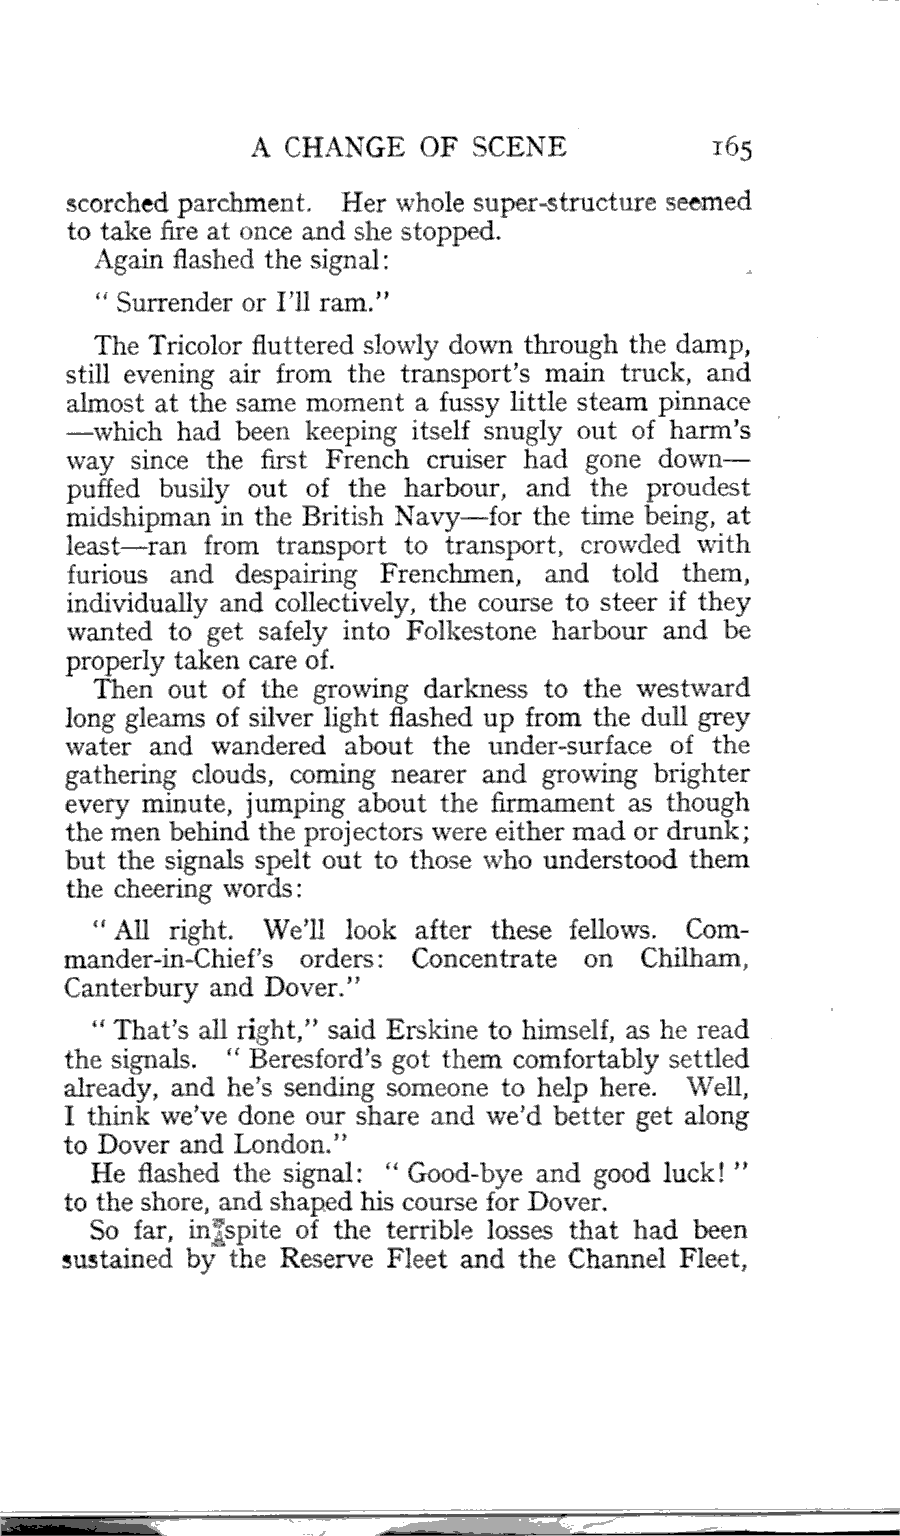 A CHANGE OF SCENE 165
scorched parchment. Her whole super-structure seemed
to take fire at once and she stopped.
Again flashed the signal:
" Surrender or I'll ram."
The Tricolor fluttered slowly down through the damp,
still evening air from the transport's main truck, and
almost at the same moment a fussy little steam pinnace
—which had been keeping itself snugly out of harm's
way since the first French cruiser had gone down—
puffed busily out of the harbour, and the proudest
midshipman in the British Navy—for the time being, at
least—ran from transport to transport, crowded with
furious and despairing Frenchmen, and told them,
individually and collectively, the course to steer if they
wanted to get safely into Folkestone harbour and be
properly taken care of.
Then out of the growing darkness to the westward
long gleams of silver light flashed up from the dull grey
water and wandered about the under-surface of the
gathering clouds, coming nearer and growing brighter
every minute, jumping about the firmament as though
the men behind the projectors were either mad or drunk;
but the signals spelt out to those who understood them
the cheering words:
" All right. We'll look after these fellows. Com-
mander-in-Chief's orders: Concentrate on Chilham,
Canterbury and Dover."
" That's all right," said Erskine to himself, as he read
the signals. " Beresford's got them comfortably settled
already, and he's sending someone to help here. Well,
I think we've done our share and we'd better get along
to Dover and London."
He flashed the signal: " Good-bye and good luck! "
to the shore, and shaped his course for Dover.
So far, in spite of the terrible losses that had been
sustained by the Reserve Fleet and the Channel Fleet,